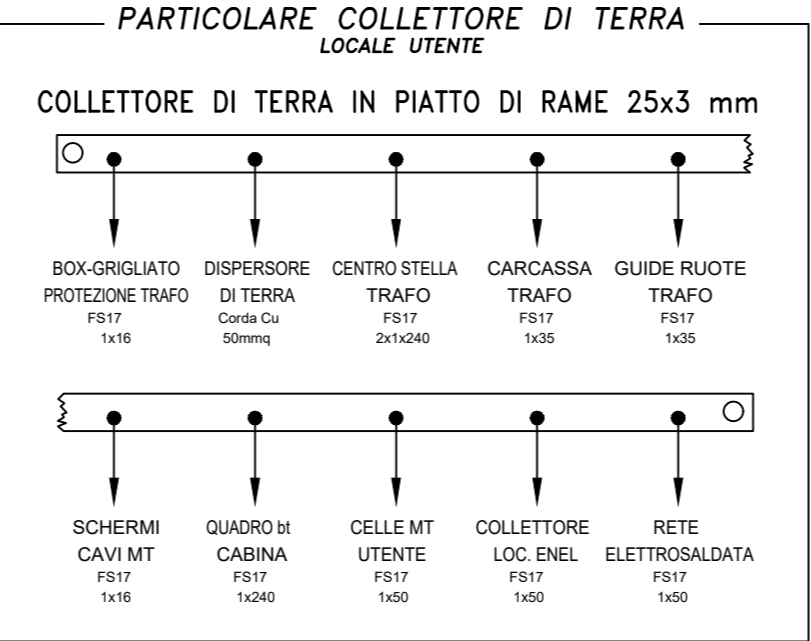 PARTICOLARE COLLETTORE DI TERRA
LOCALE UTENTE
COLLETTORE DI TERRA IN PIATTO DI RAME 25x3 mm
BOX-GRIGLIATO
PROTEZIONE TRAFO
FS17
1x16
DISPERSORE
DI TERRA
Corda Cu
50mmq
CENTRO STELLA
TRAFO
FS17
2x1x240
CARCASSA
TRAFO
FS17
1x35
GUIDE RUOTE
TRAFO
FS17
1x35
SCHERMI
CAVI MT
FS17
1x16
QUADRO bt
CABINA
FS17
1x240
CELLE MT
UTENTE
FS17
1x50
COLLETTORE
LOC. ENEL
FS17
1x50
RETE
ELETTROSALDATA
FS17
1x50